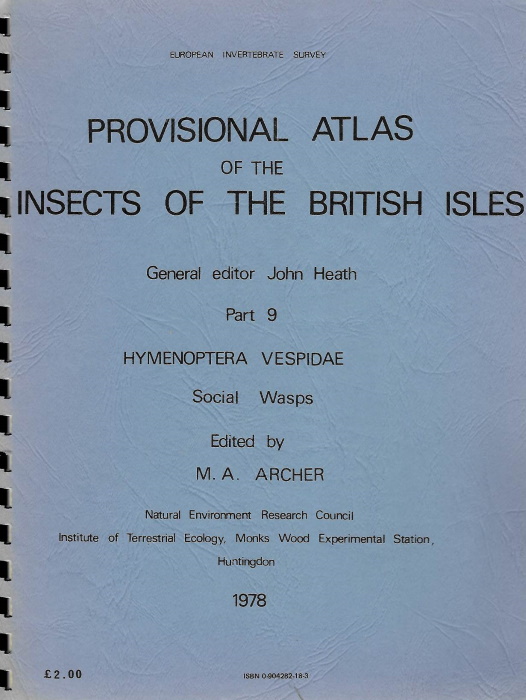 EUROPEAN INVERTEBRATE SURVEY
PROVISIONAL ATLAS
OF THE
INSECTS OF THE BRITISH ISLES
General editor John Heath
Part 9
HYMENOPTERA VESPIDAE
Social Wasps
Edited by
M. A. ARCHER
Natural Environment Research Council
Institute of Terrestrial Ecology, Monks Wood Experimental Station,
Huntingdon
1978
£2.00
ISBN 0-904282-18-3